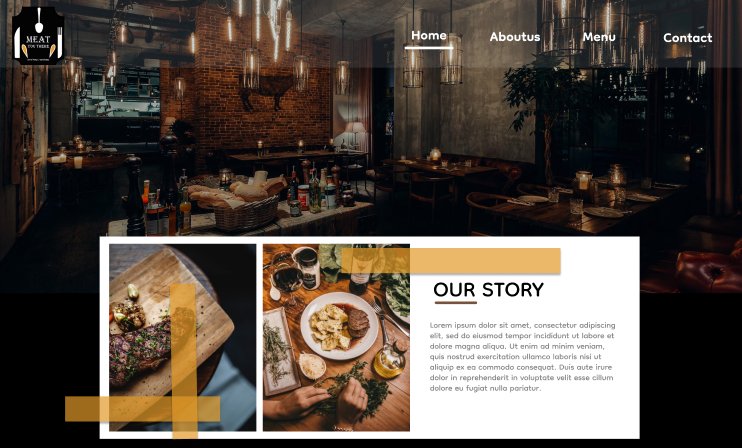 MEAT
YOU THERE
Home Aboutus Menu Contact
OUR STORY
Lorem ipsum dolor sit amet, consectetur adipiscing
elit, sed do eiusmod tempor incididunt ut labore et
dolore magna aliqua. Ut enim ad minim veniam,
quis nostrud exercitation ullamco laboris nisi ut
aliquip ex ea commodo consequat. Duis aute irure
dolor in reprehenderit in voluptate velit esse cillum
dolore eu fugiat nulla pariatur.